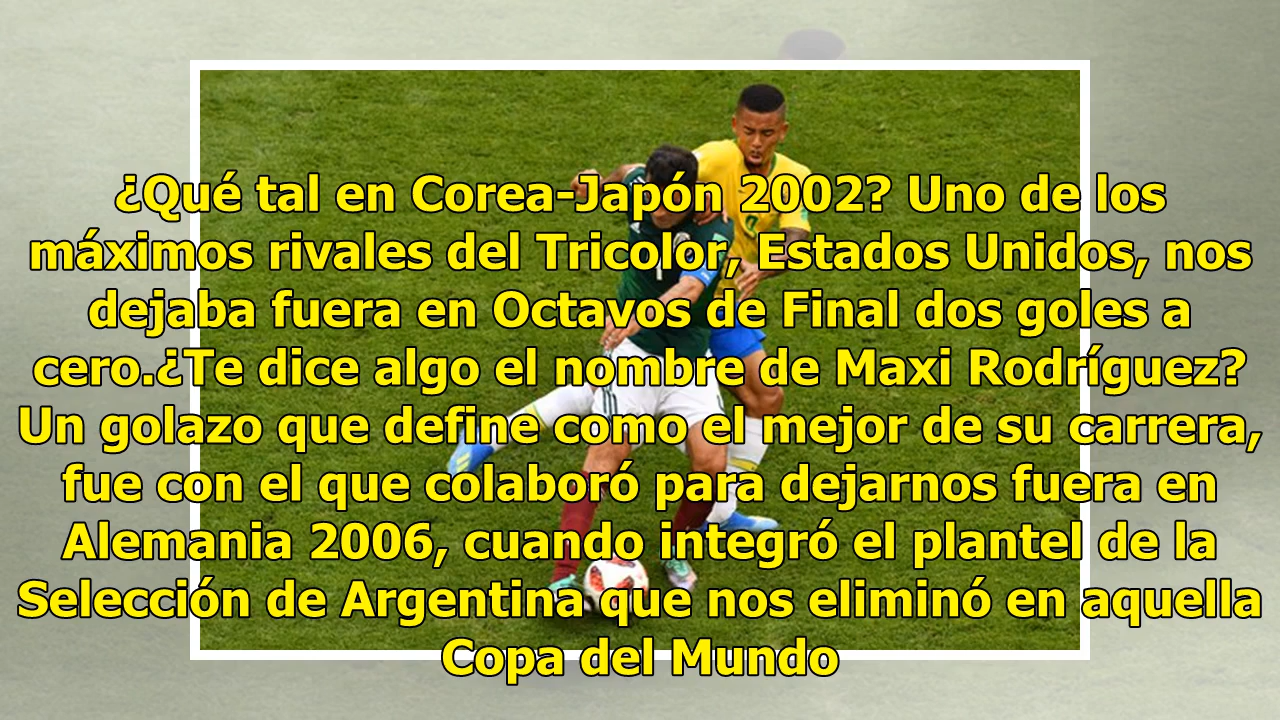 ¿Qué tal en Corea-Japón 2002? Uno de los
máximos rivales del Tricolor, Estados Unidos, nos
dejaba fuera en Octavos de Final dos goles a
cero.¿Te dice algo el nombre de Maxi Rodríguez?
Un golazo que define como el mejor de su carrera,
fue con el que colaboró para dejarnos fuera en
Alemania 2006, cuando integró el plantel de la
Selección de Argentina que nos eliminó en aquella
Copa del Mundo